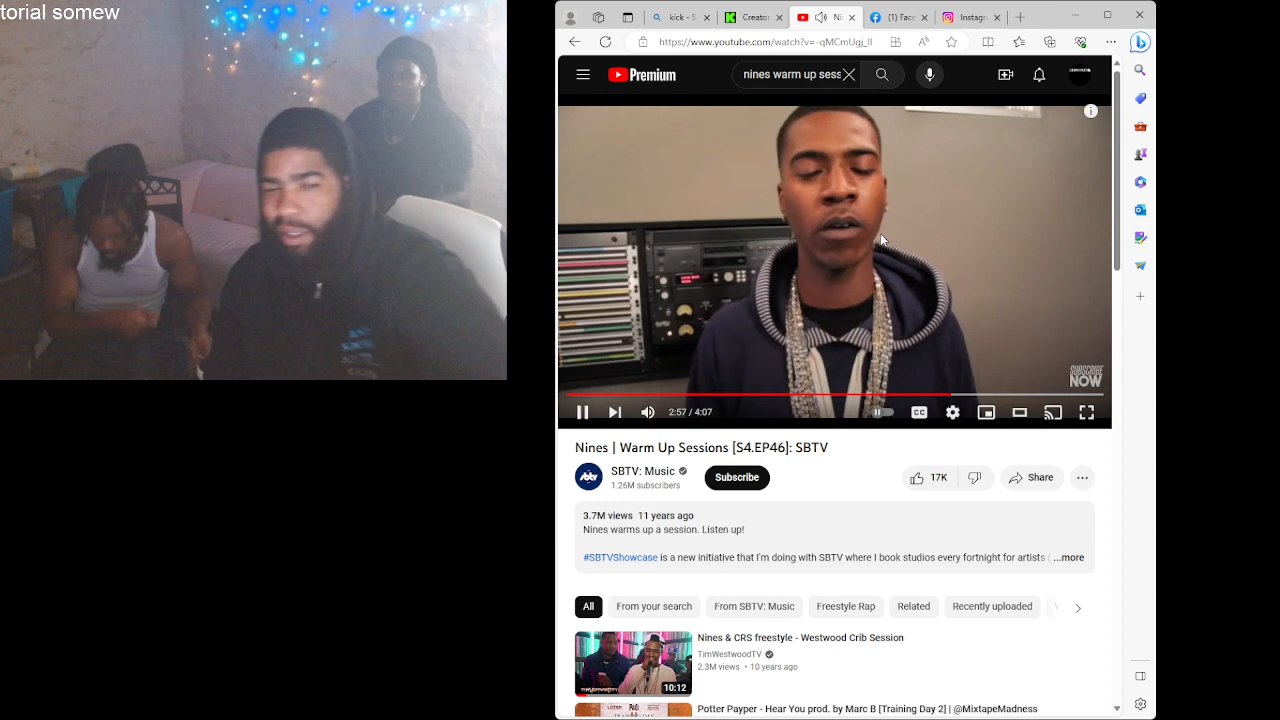 torial somew
kick - S
Creator
Ni
(1) Face
Instagr
https://www.youtube.com/watch?v=-qMCmUgj_lI
Premium
nines warm up sess
SUBSCRIBE
NOW
2:57 / 4:07
CC
Nines | Warm Up Sessions [S4.EP46]: SBTV
sbtv
SBTV: Music
1.26M subscribers
Subscribe
17K
Share
3.7M views 11 years ago
Nines warms up a session. Listen up!
#SBTVShowcase is a new initiative that I'm doing with SBTV where I book studios every fortnight for artists ( ...more
All
From your search
From SBTV: Music
Freestyle Rap
Related
Recently uploaded
Nines & CRS freestyle - Westwood Crib Session
TimWestwoodTV
2.3M views • 10 years ago
10:12
Potter Payper - Hear You prod. by Marc B [Training Day 2] | @MixtapeMadness